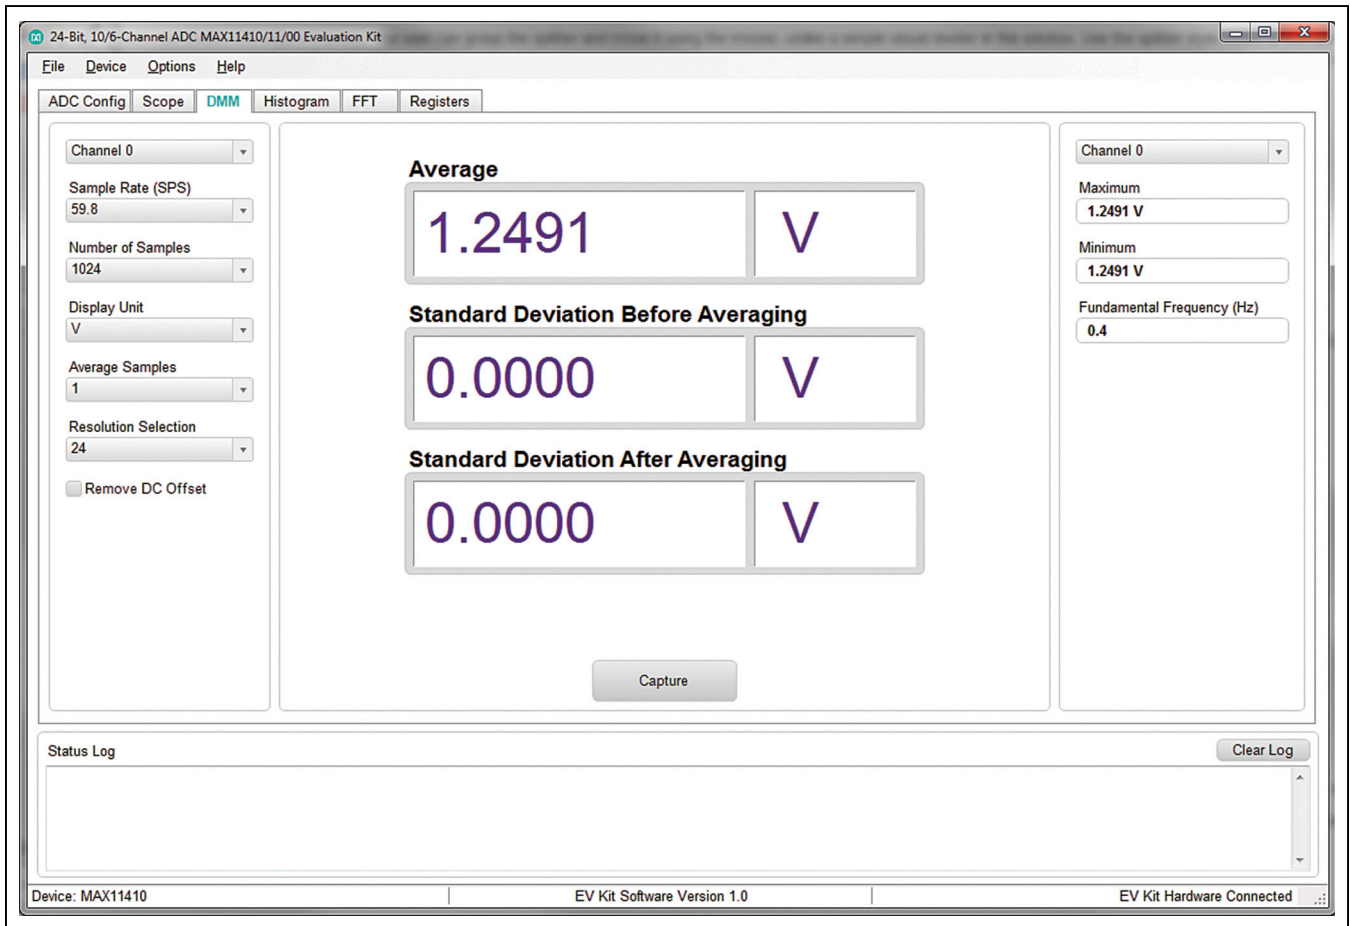 24-Bit, 10/6-Channel ADC MAX11410/11/00 Evaluation Kit
File Device Options Help
ADC Config Scope DMM Histogram FFT Registers
Channel 0
Sample Rate (SPS)
59.8
Number of Samples
1024
Display Unit
V
Average Samples
1
Resolution Selection
24
Remove DC Offset
Average
1.2491 V
Standard Deviation Before Averaging
0.0000 V
Standard Deviation After Averaging
0.0000 V
Capture
Channel 0
Maximum
1.2491 V
Minimum
1.2491 V
Fundamental Frequency (Hz)
0.4
Status Log
Clear Log
Device: MAX11410
EV Kit Software Version 1.0
EV Kit Hardware Connected